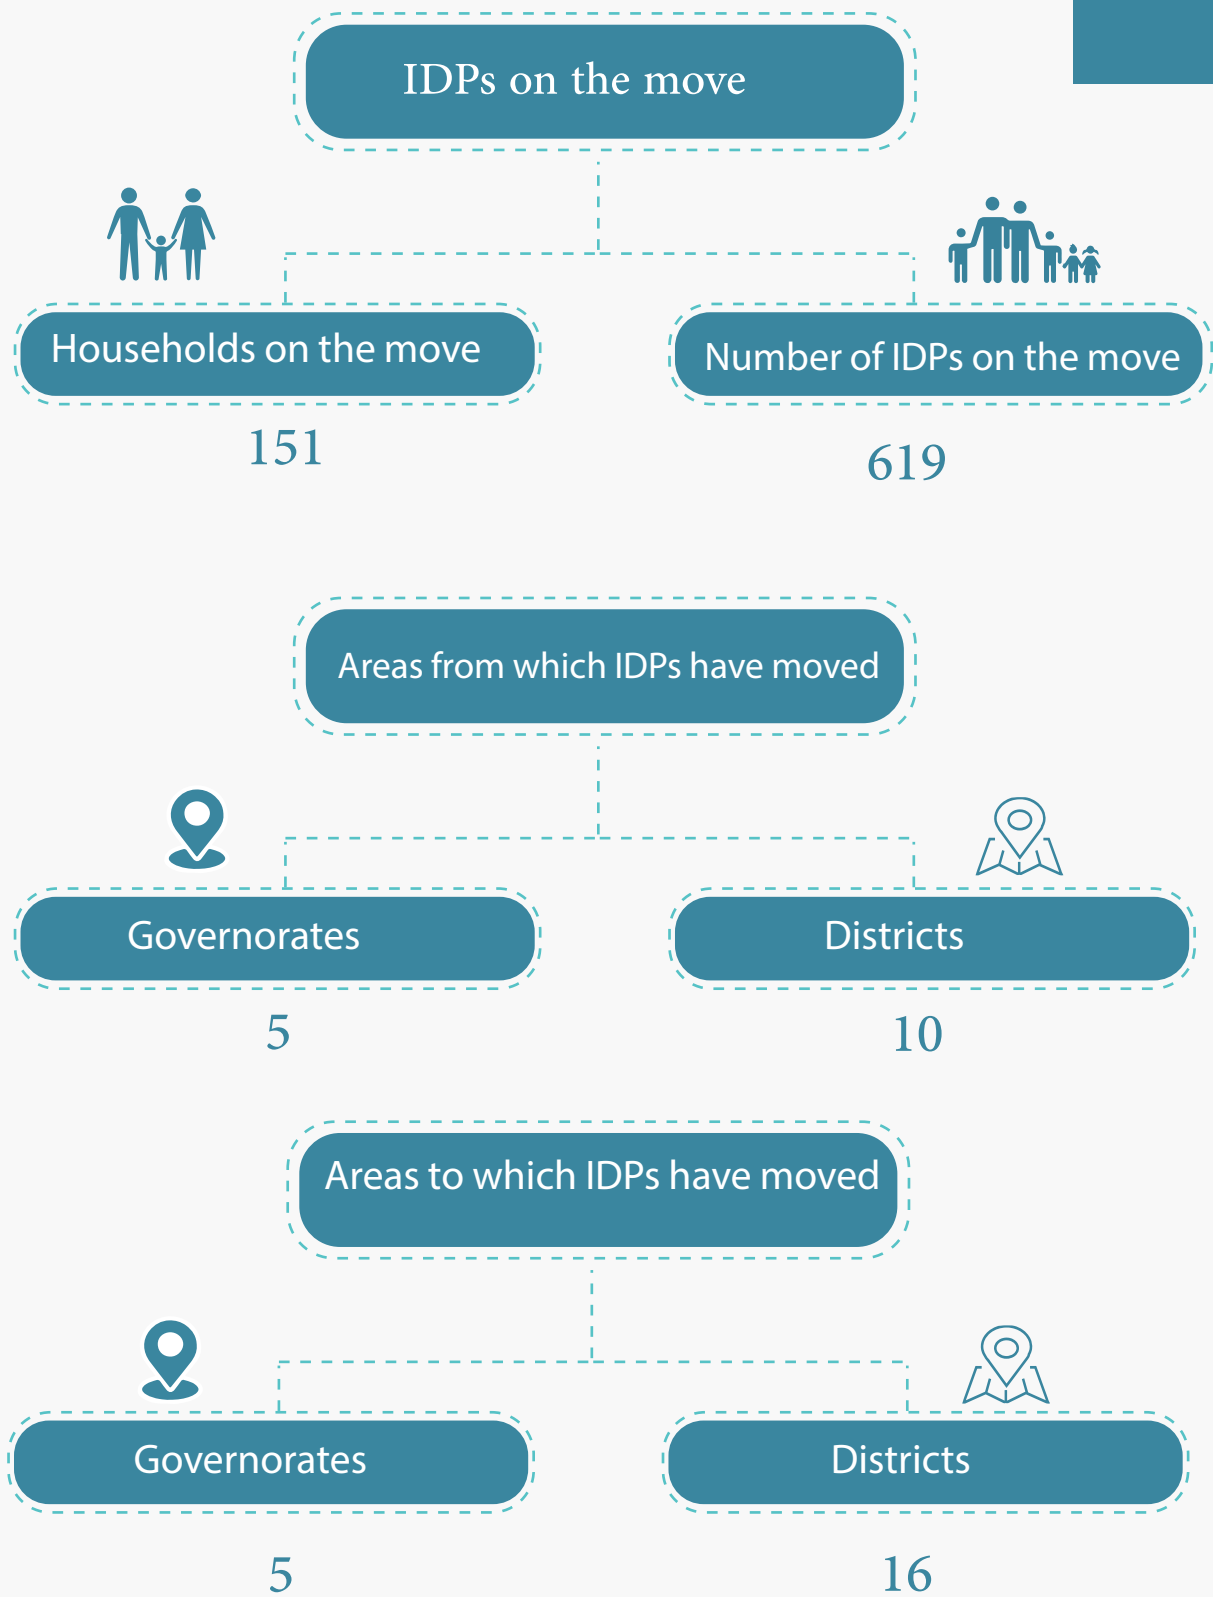 IDPs on the move
Households on the move
Number of IDPs on the move
151
619
Areas from which IDPs have moved
Governorates
Districts
5
10
Areas to which IDPs have moved
Governorates
Districts
5
16